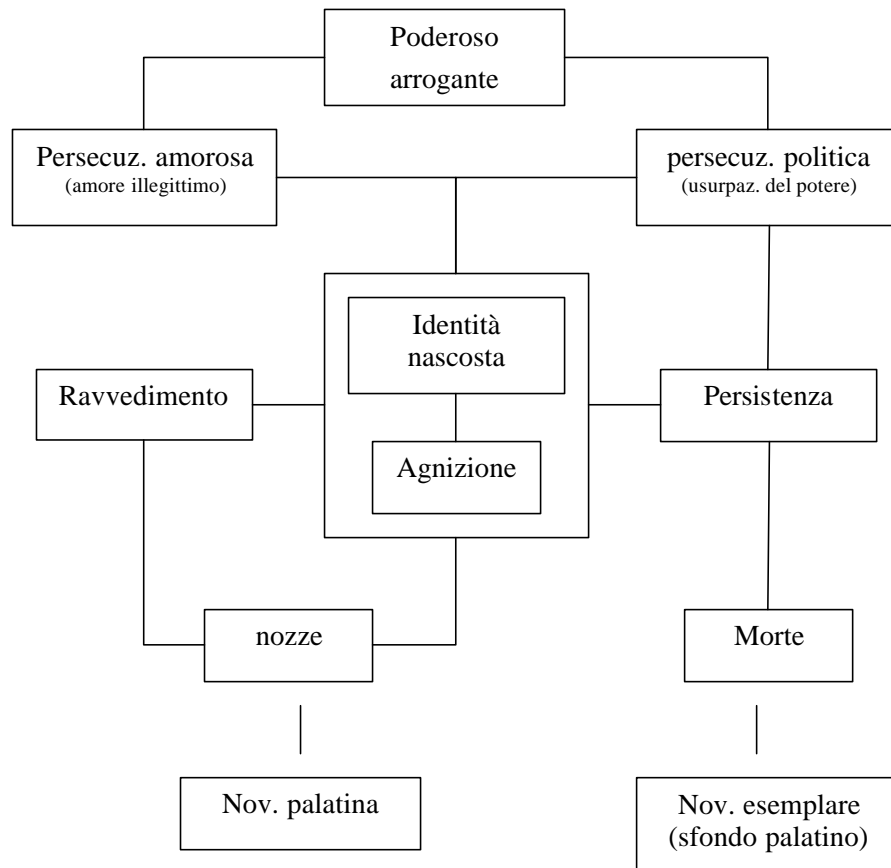 Poderoso
arrogante
Persecuz. amorosa
(amore illegittimo)
persecuz. politica
(usurpaz. del potere)
Identità
nascosta
Ravvedimento
Persistenza
Agnizione
nozze
Morte
Nov. palatina
Nov. esemplare
(sfondo palatino)